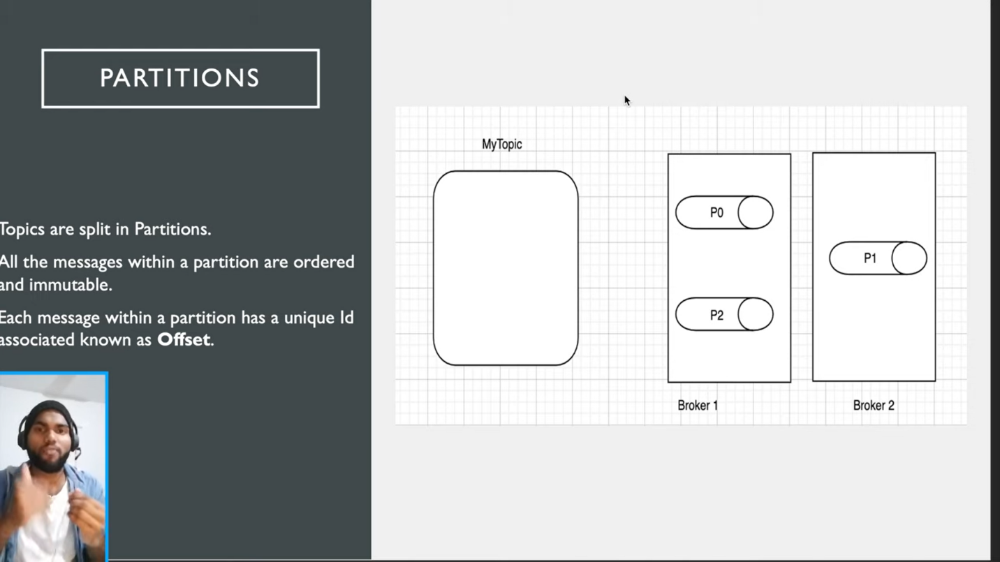 PARTITIONS
Topics are split in Partitions.
All the messages within a partition are ordered
and immutable.
Each message within a partition has a unique Id
associated known as Offset.
MyTopic
P0
P2
P1
Broker 1
Broker 2